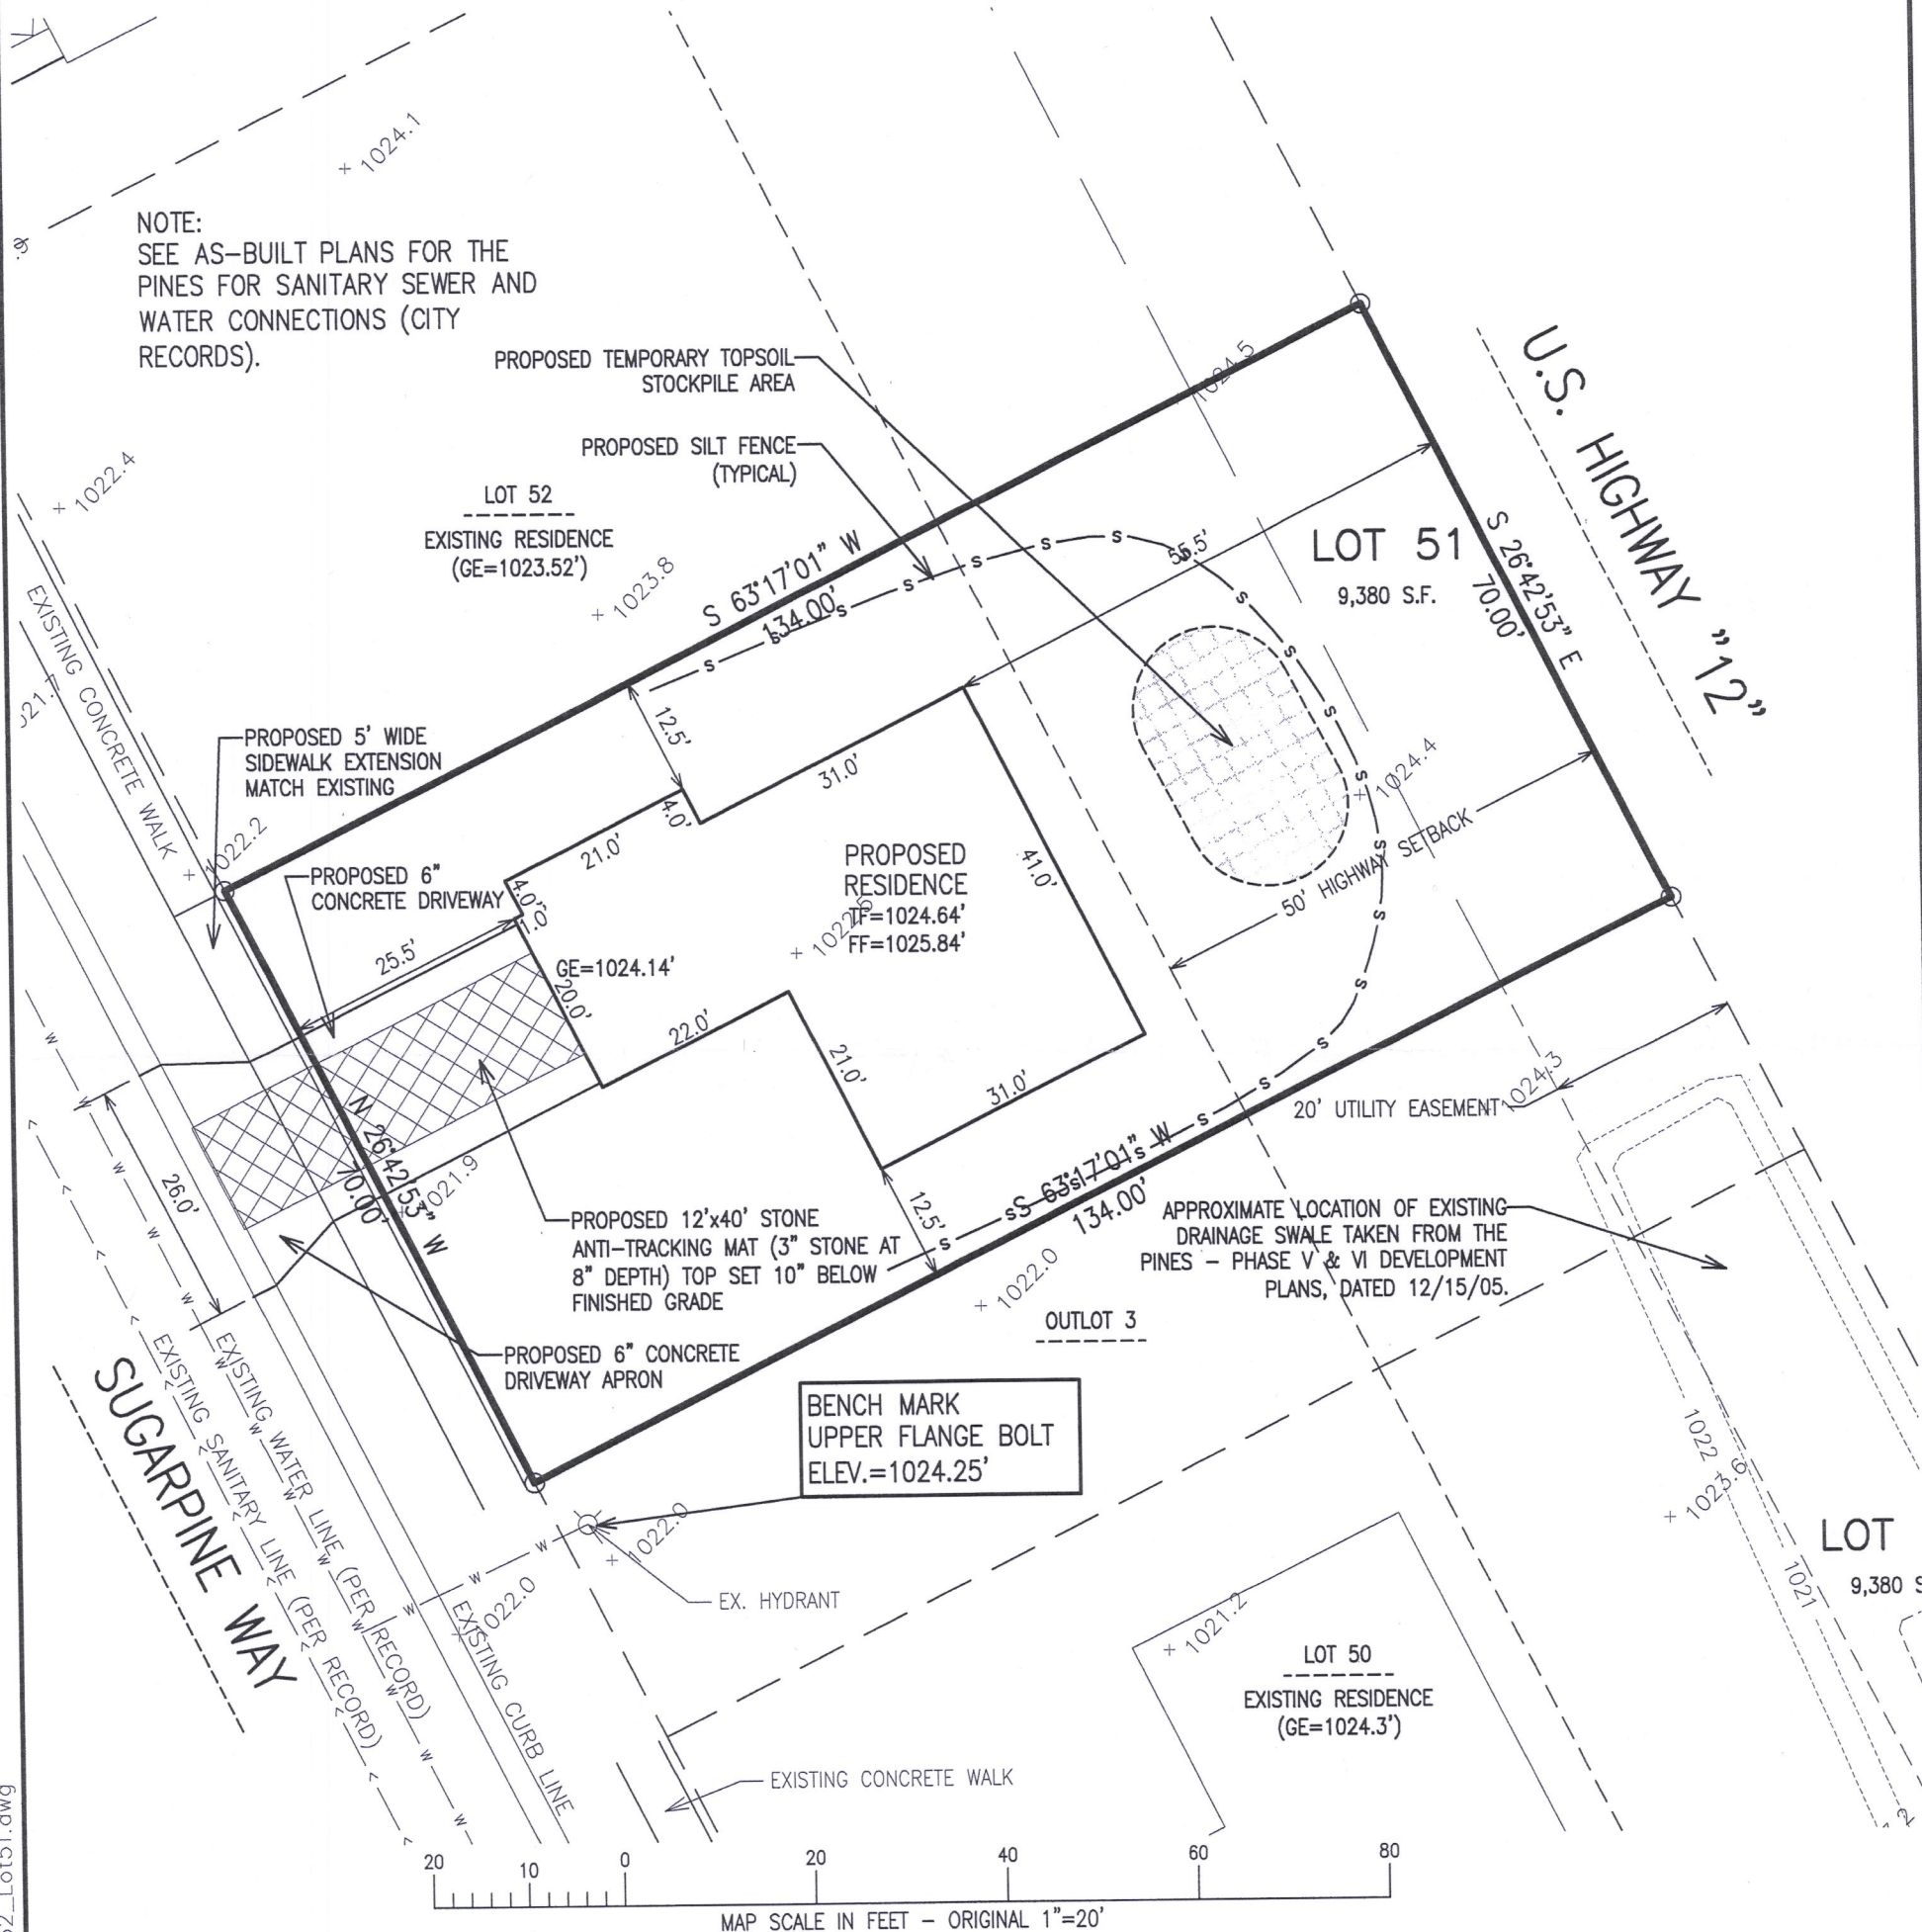 1024.1
NOTE:
SEE AS-BUILT PLANS FOR THE
PINES FOR SANITARY SEWER AND
WATER CONNECTIONS (CITY
RECORDS).
PROPOSED TEMPORARY TOPSOIL
STOCKPILE AREA
1024.5
U.S. HIGHWAY "12"
PROPOSED SILT FENCE
(TYPICAL)
1022.4
LOT 52
EXISTING RESIDENCE
(GE=1023.52')
1023.8
S 63°17'01" W
134.00'
55.5'
LOT 51
9,380 S.F.
S 26°42'53" E
70.00'
EXISTING CONCRETE WALK
PROPOSED 5' WIDE
SIDEWALK EXTENSION
MATCH EXISTING
12.5'
31.0'
4.0'
21.0'
1022.2
1024.4
PROPOSED 6"
CONCRETE DRIVEWAY
4.0'
1.0'
PROPOSED
RESIDENCE
TF=1024.64'
FF=1025.84'
41.0'
50' HIGHWAY SETBACK
25.5'
GE=1024.14'
20.0'
22.0'
21.0'
31.0'
26.0'
N 26°42'53" W
70.00'
1021.9
20' UTILITY EASEMENT
1024.3
S 63°17'01" W
134.00'
12.5'
PROPOSED 12'x40' STONE
ANTI-TRACKING MAT (3" STONE AT
8" DEPTH) TOP SET 10" BELOW
FINISHED GRADE
APPROXIMATE LOCATION OF EXISTING
DRAINAGE SWALE TAKEN FROM THE
PINES - PHASE V & VI DEVELOPMENT
PLANS, DATED 12/15/05.
1022.0
OUTLOT 3
PROPOSED 6" CONCRETE
DRIVEWAY APRON
BENCH MARK
UPPER FLANGE BOLT
ELEV.=1024.25'
SUGARPINE WAY
EXISTING SANITARY LINE (PER RECORD)
EXISTING WATER LINE (PER RECORD)
EXISTING CURB LINE
1022.0
1022.0
EX. HYDRANT
1022
1023.6
1021
LOT
9,380 S
1021.2
LOT 50
EXISTING RESIDENCE
(GE=1024.3')
EXISTING CONCRETE WALK
20 10 0 20 40 60 80
MAP SCALE IN FEET - ORIGINAL 1"=20'